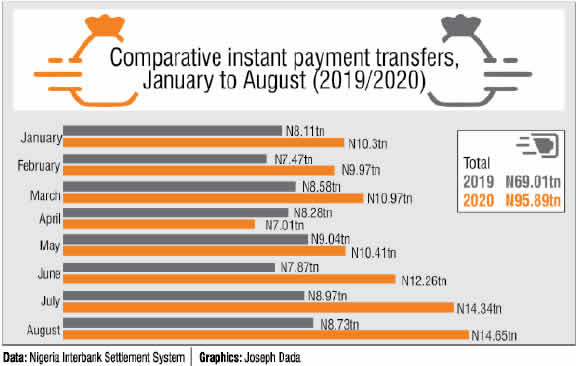 Comparative instant payment transfers,
January to August (2019/2020)
January
N8.11tn
N10.3tn
February
N7.47tn
N9.97tn
March
N8.58tn
N10.97tn
April
N8.28tn
N7.01tn
May
N9.04tn
N10.41tn
June
N7.87tn
N12.26tn
July
N8.97tn
N14.34tn
August
N8.73tn
N14.65tn
Total
2019 N69.01tn
2020 N95.89tn
Data: Nigeria Interbank Settlement System | Graphics: Joseph Dada